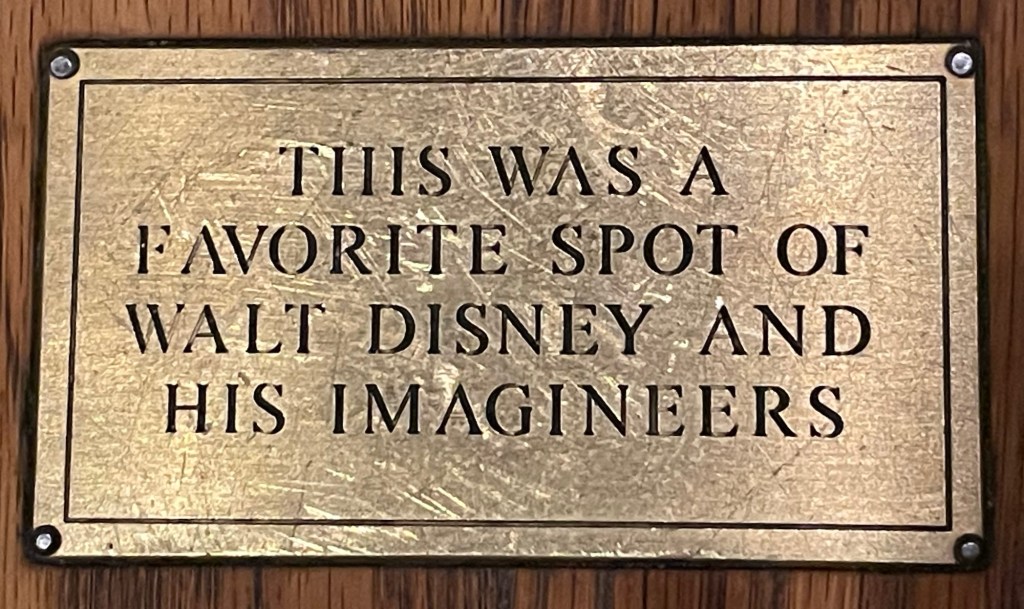 THIS WAS A
FAVORITE SPOT OF
WALT DISNEY AND
HIS IMAGINEERS